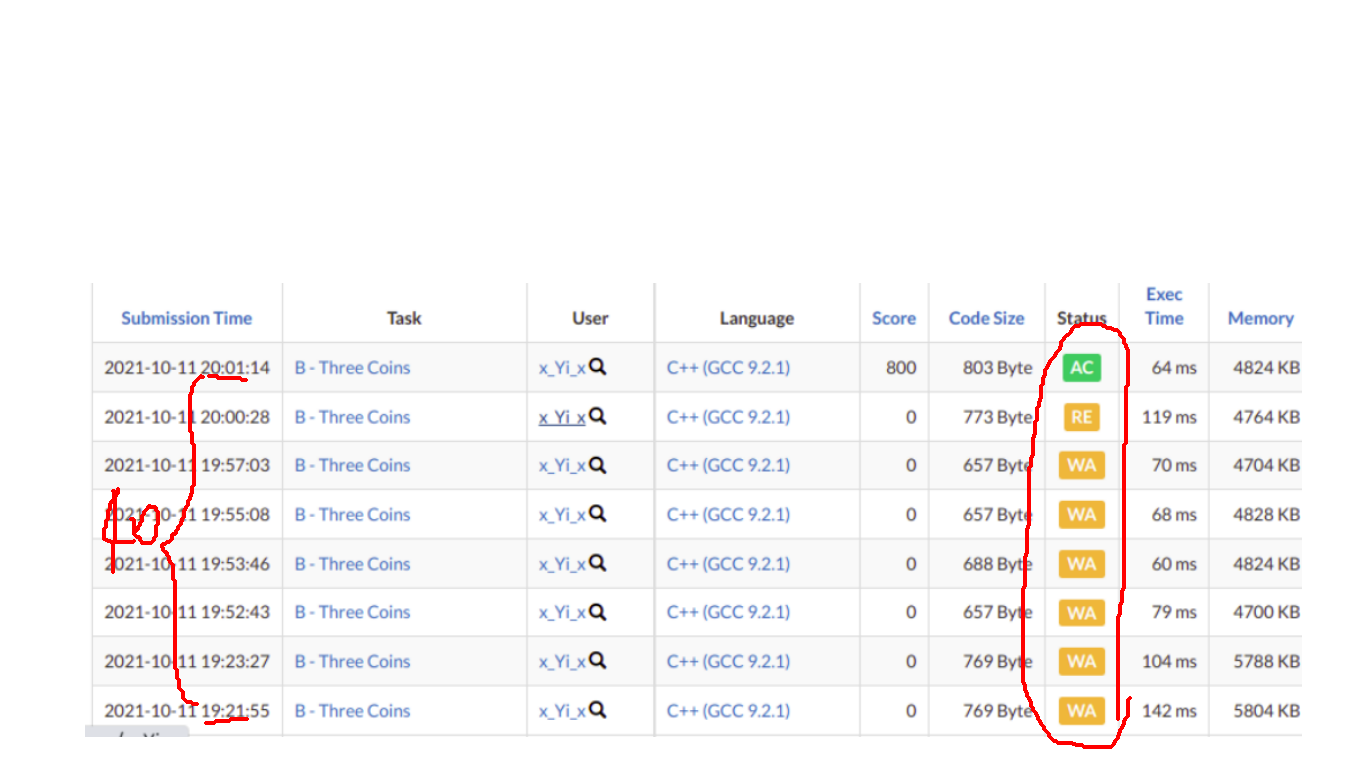 Submission Time Task User Language Score Code Size Status Exec Time Memory
2021-10-11 20:01:14 B - Three Coins x_Yi_x C++ (GCC 9.2.1) 800 803 Byte AC 64 ms 4824 KB
2021-10-11 20:00:28 B - Three Coins x_Yi_x C++ (GCC 9.2.1) 0 773 Byte RE 119 ms 4764 KB
2021-10-11 19:57:03 B - Three Coins x_Yi_x C++ (GCC 9.2.1) 0 657 Byte WA 70 ms 4704 KB
2021-10-11 19:55:08 B - Three Coins x_Yi_x C++ (GCC 9.2.1) 0 657 Byte WA 68 ms 4828 KB
40
2021-10-11 19:53:46 B - Three Coins x_Yi_x C++ (GCC 9.2.1) 0 688 Byte WA 60 ms 4824 KB
2021-10-11 19:52:43 B - Three Coins x_Yi_x C++ (GCC 9.2.1) 0 657 Byte WA 79 ms 4700 KB
2021-10-11 19:23:27 B - Three Coins x_Yi_x C++ (GCC 9.2.1) 0 769 Byte WA 104 ms 5788 KB
2021-10-11 19:21:55 B - Three Coins x_Yi_x C++ (GCC 9.2.1) 0 769 Byte WA 142 ms 5804 KB